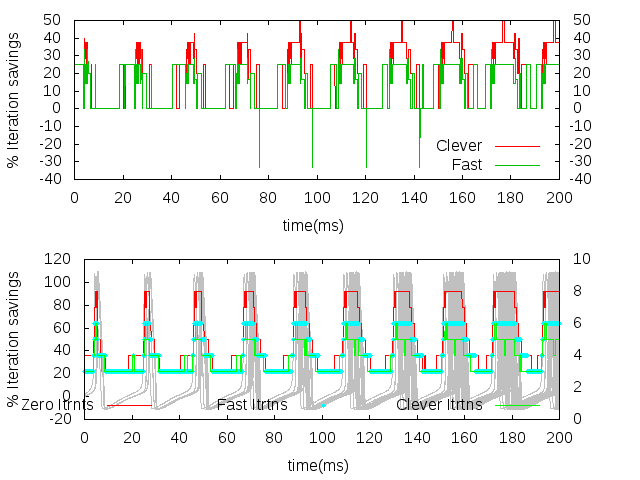 50 50
40 40
30 30
20 20
10 10
0 0
-10 -10
-20 -20
-30 -30
-40 -40
% Iteration savings
Clever
Fast
0 20 40 60 80 100 120 140 160 180 200
time(ms)
120 10
100 8
80
60 6
40 4
20
0 2
-20 0
% Iteration savings
Zero Itrnts Fast Itrtns Clever Itrtns
0 20 40 60 80 100 120 140 160 180 200
time(ms)